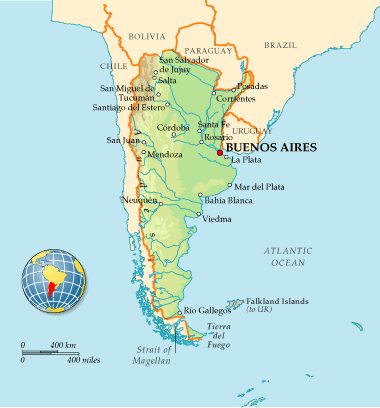 BOLIVIA
PARAGUAY
BRAZIL
CHILE
San Salvador
de Jujuy
Salta
San Miguel de
Tucumán
Posadas
Corrientes
Santiago del Estero
Santa Fe
URUGUAY
Córdoba
Rosario
San Juan
BUENOS AIRES
Mendoza
La Plata
Andes
Mar del Plata
Neuquén
Bahía Blanca
Viedma
ATLANTIC
OCEAN
Falkland Islands
(to UK)
Río Gallegos
Tierra
del
Fuego
Strait of
Magellan
0 400 km
0 400 miles